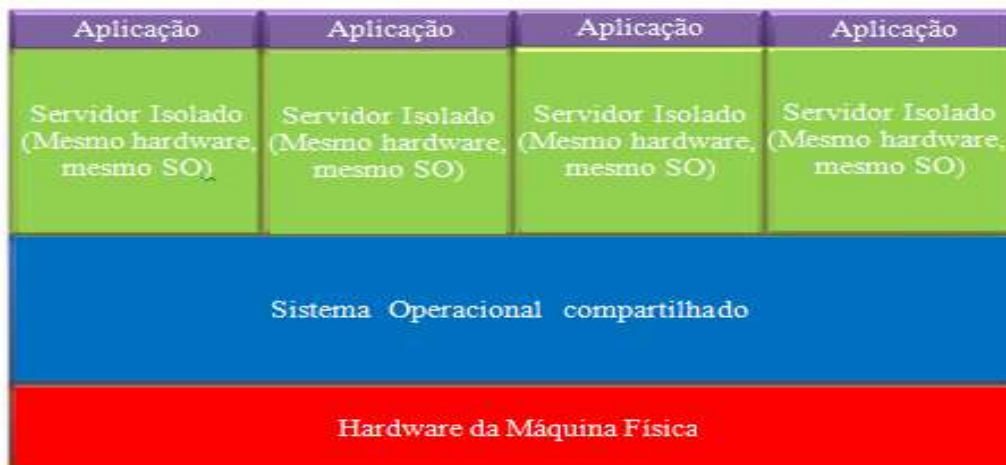 Aplicação
Aplicação
Aplicação
Aplicação
Servidor Isolado
(Mesmo hardware,
mesmo SO)
Servidor Isolado
(Mesmo hardware,
mesmo SO)
Servidor Isolado
(Mesmo hardware,
mesmo SO)
Servidor Isolado
(Mesmo hardware,
mesmo SO)
Sistema Operacional compartilhado
Hardware da Máquina Física